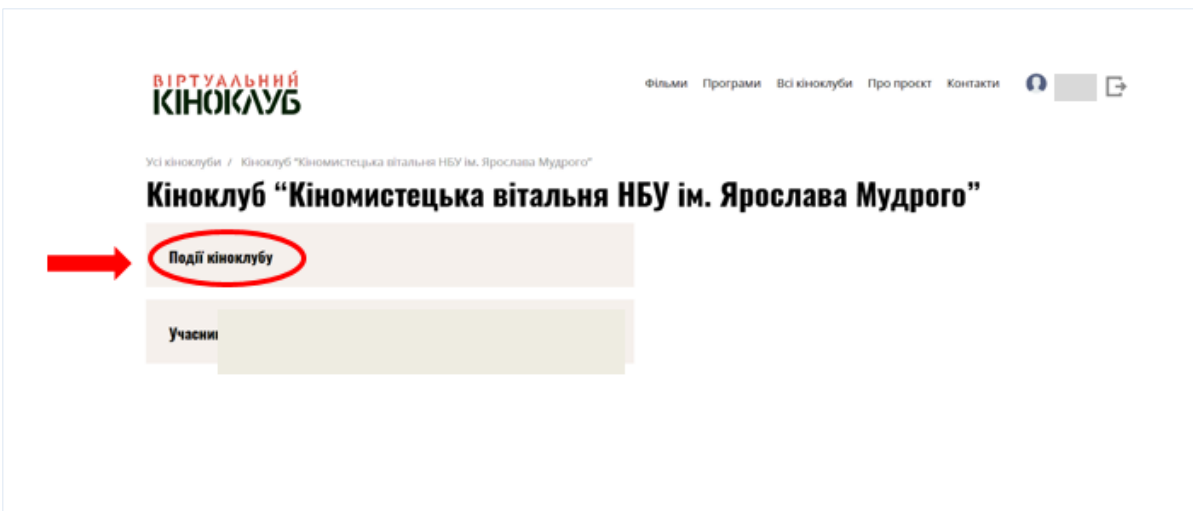 ВІРТУАЛЬНИЙ
КІНОКЛУБ
Фільми Програми Всі кіноклуби Про проєкт Контакти
Усі кіноклуби / Кіноклуб "Кіномистецька вітальня НБУ ім. Ярослава Мудрого"
Кіноклуб “Кіномистецька вітальня НБУ ім. Ярослава Мудрого”
Події кіноклубу